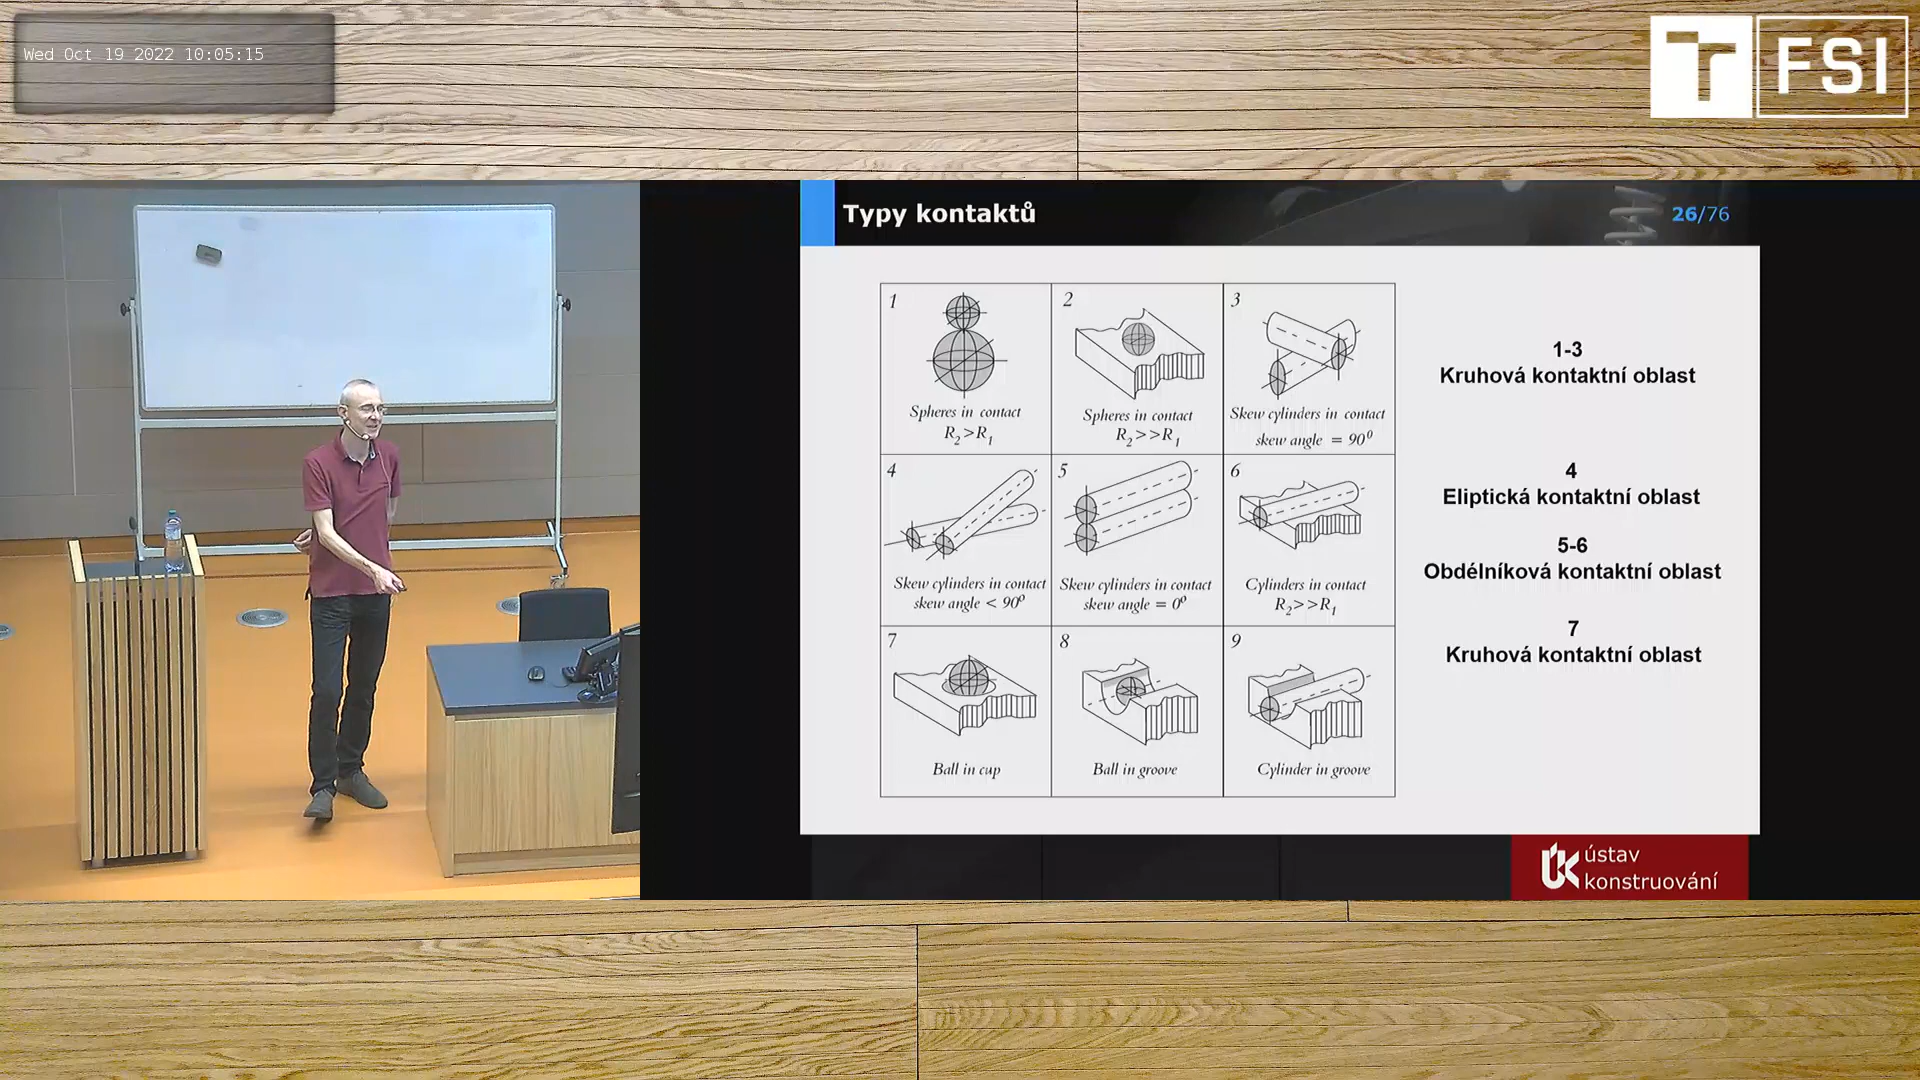 Wed Oct 19 2022 10:05:15
T FSI
Typy kontaktů
26/76
1
Spheres in contact
R2>R1
2
Spheres in contact
R2>>R1
3
Skew cylinders in contact
skew angle = 90⁰
4
Skew cylinders in contact
skew angle < 90⁰
5
Skew cylinders in contact
skew angle = 0⁰
6
Cylinders in contact
R2>>R1
7
Ball in cup
8
Ball in groove
9
Cylinder in groove
1-3
Kruhová kontaktní oblast
4
Eliptická kontaktní oblast
5-6
Obdélníková kontaktní oblast
7
Kruhová kontaktní oblast
ÚK ústav
konstruování